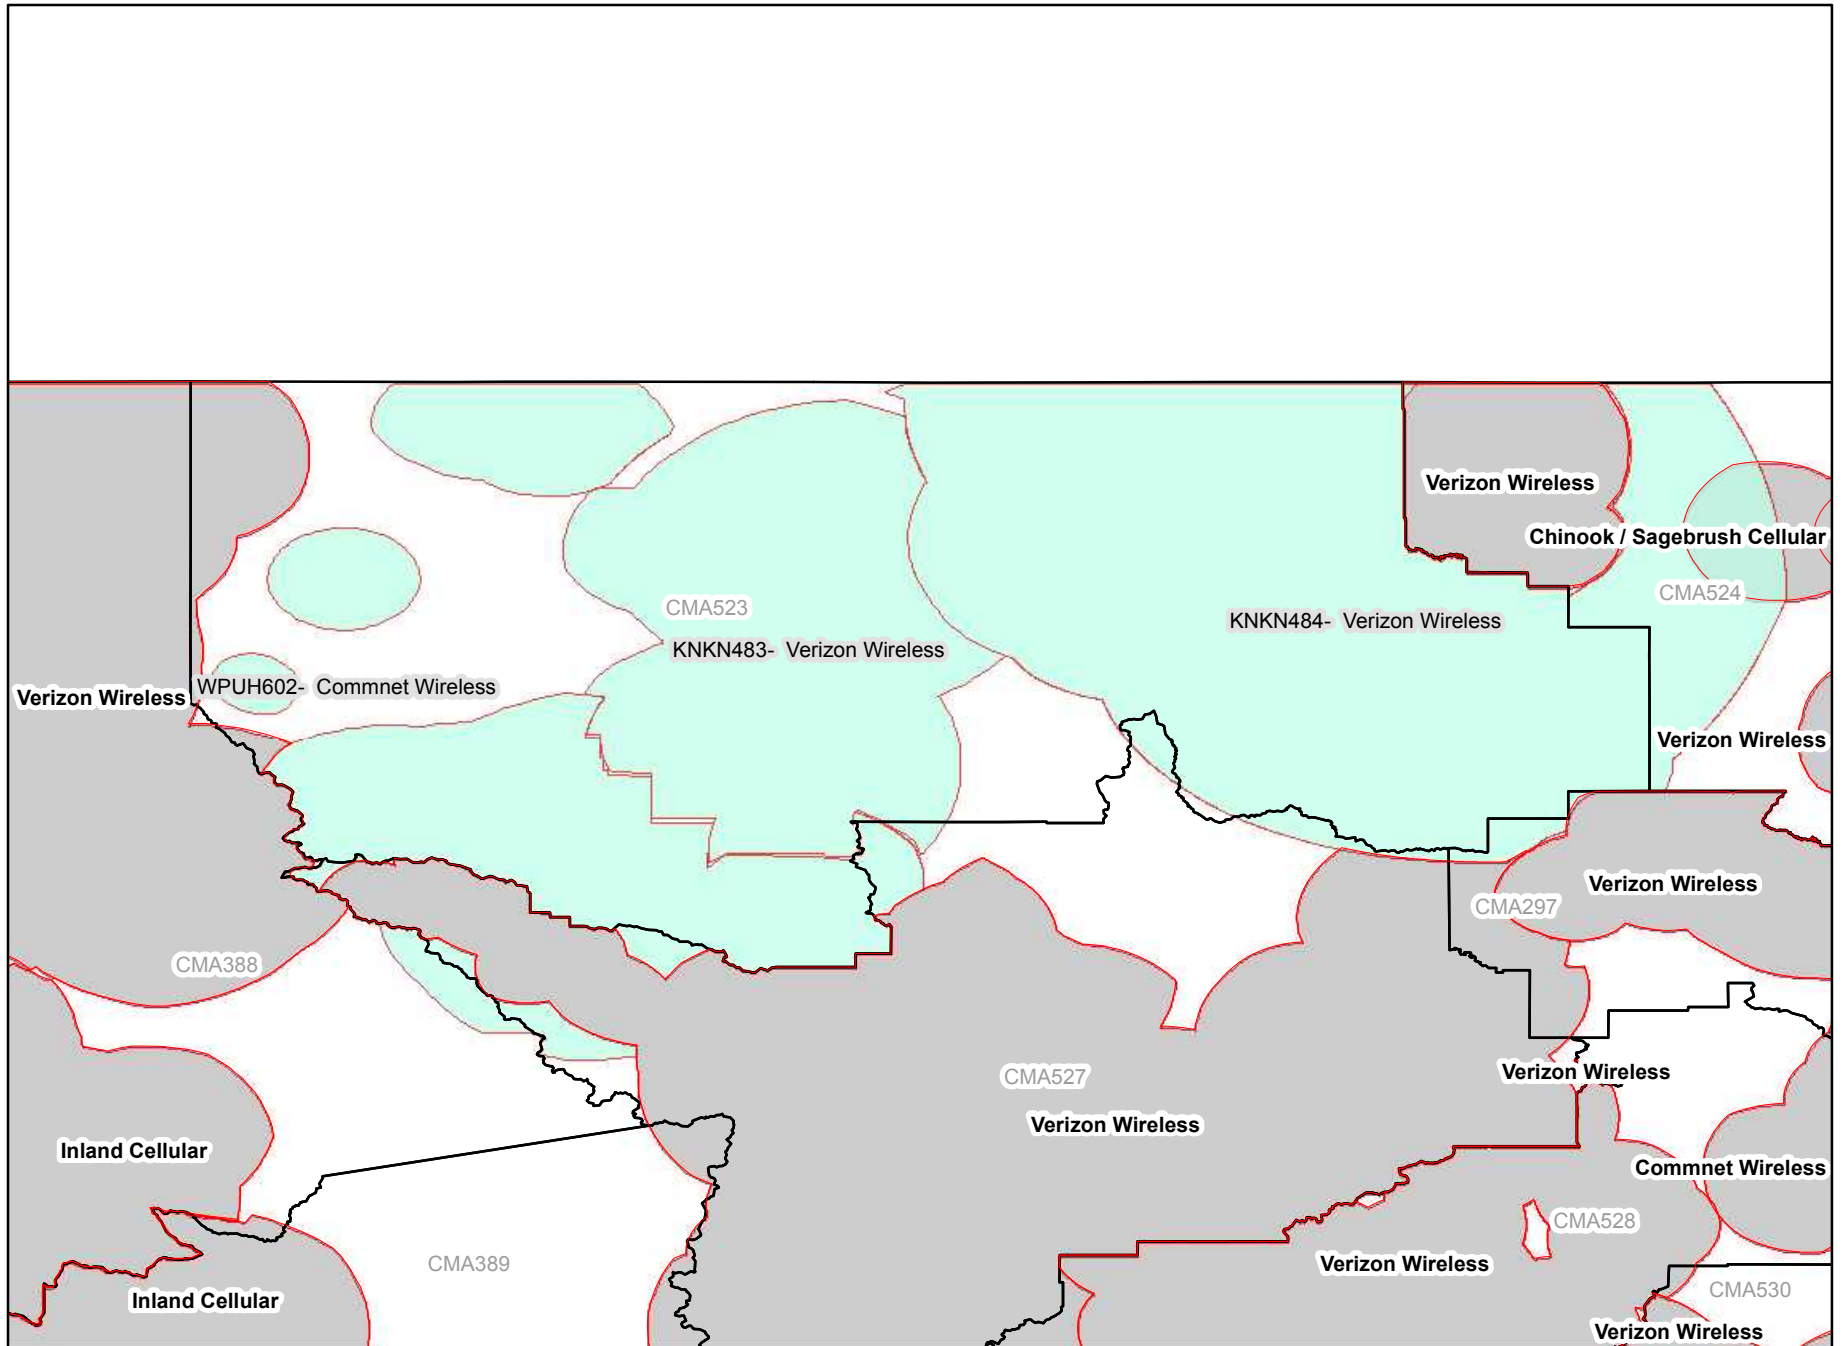 Verizon Wireless
Chinook / Sagebrush Cellular
CMA524
CMA523
KNKN484- Verizon Wireless
KNKN483- Verizon Wireless
WPUH602- Commnet Wireless
Verizon Wireless
Verizon Wireless
Verizon Wireless
CMA297
CMA388
Verizon Wireless
CMA527
Verizon Wireless
Inland Cellular
Commnet Wireless
CMA528
CMA389
Verizon Wireless
CMA530
Inland Cellular
Verizon Wireless